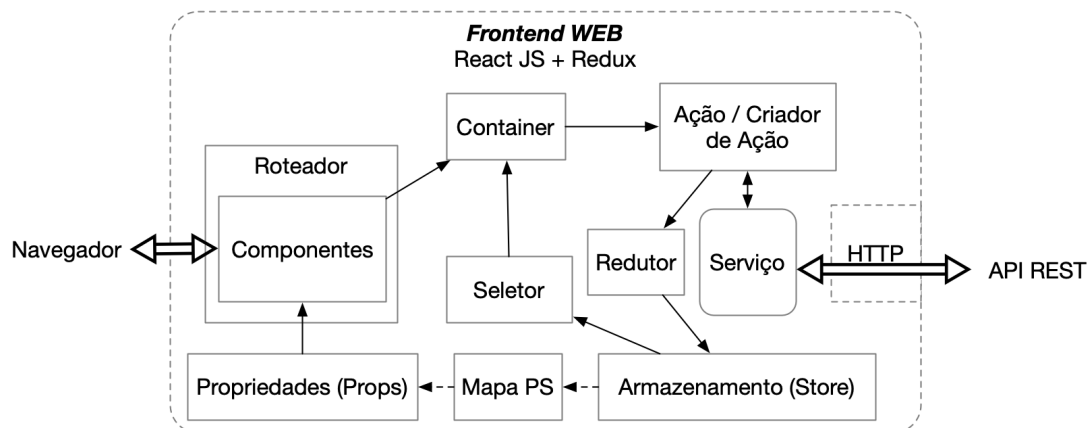 Frontend WEB
React JS + Redux
Container
Ação / Criador
de Ação
Roteador
Componentes
Navegador
Seletor
Redutor
Serviço
HTTP
API REST
Propriedades (Props)
Mapa PS
Armazenamento (Store)